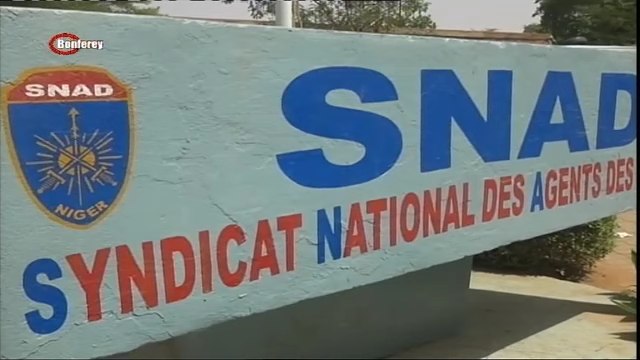 Bonferey
SNAD
NIGER
SNAD
SYNDICAT NATIONAL DES AGENTS DES